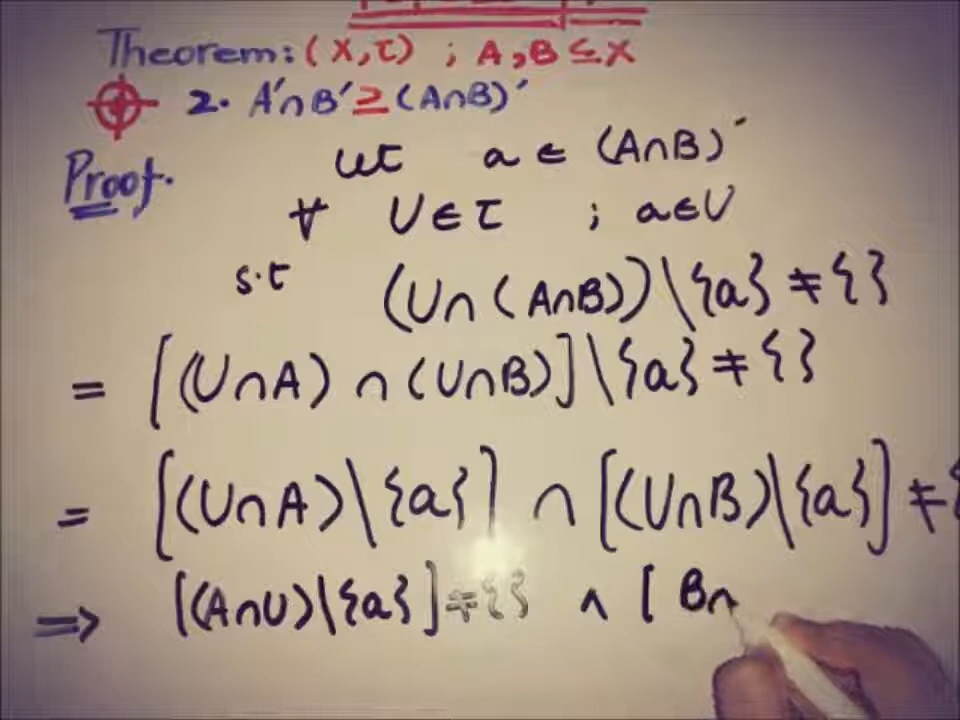 Theorem: (X,τ) ; A,B⊆X
2. A'∩B'⊇(A∩B)'
Proof. Let a∈(A∩B)'
∀ U∈τ ; a∈U
s.t (U∩(A∩B))\{a}≠{}
= [(U∩A)∩(U∩B)]\{a}≠{}
= [(U∩A)\{a}]∩[(U∩B)\{a}]≠{
⇒ [(A∩U)\{a}]≠{} ∧ [B∩